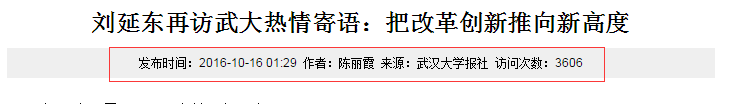 刘延东再访武大热情寄语：把改革创新推向新高度
发布时间：2016-10-16 01:29 作者：陈丽霞 来源：武汉大学报社 访问次数：3606